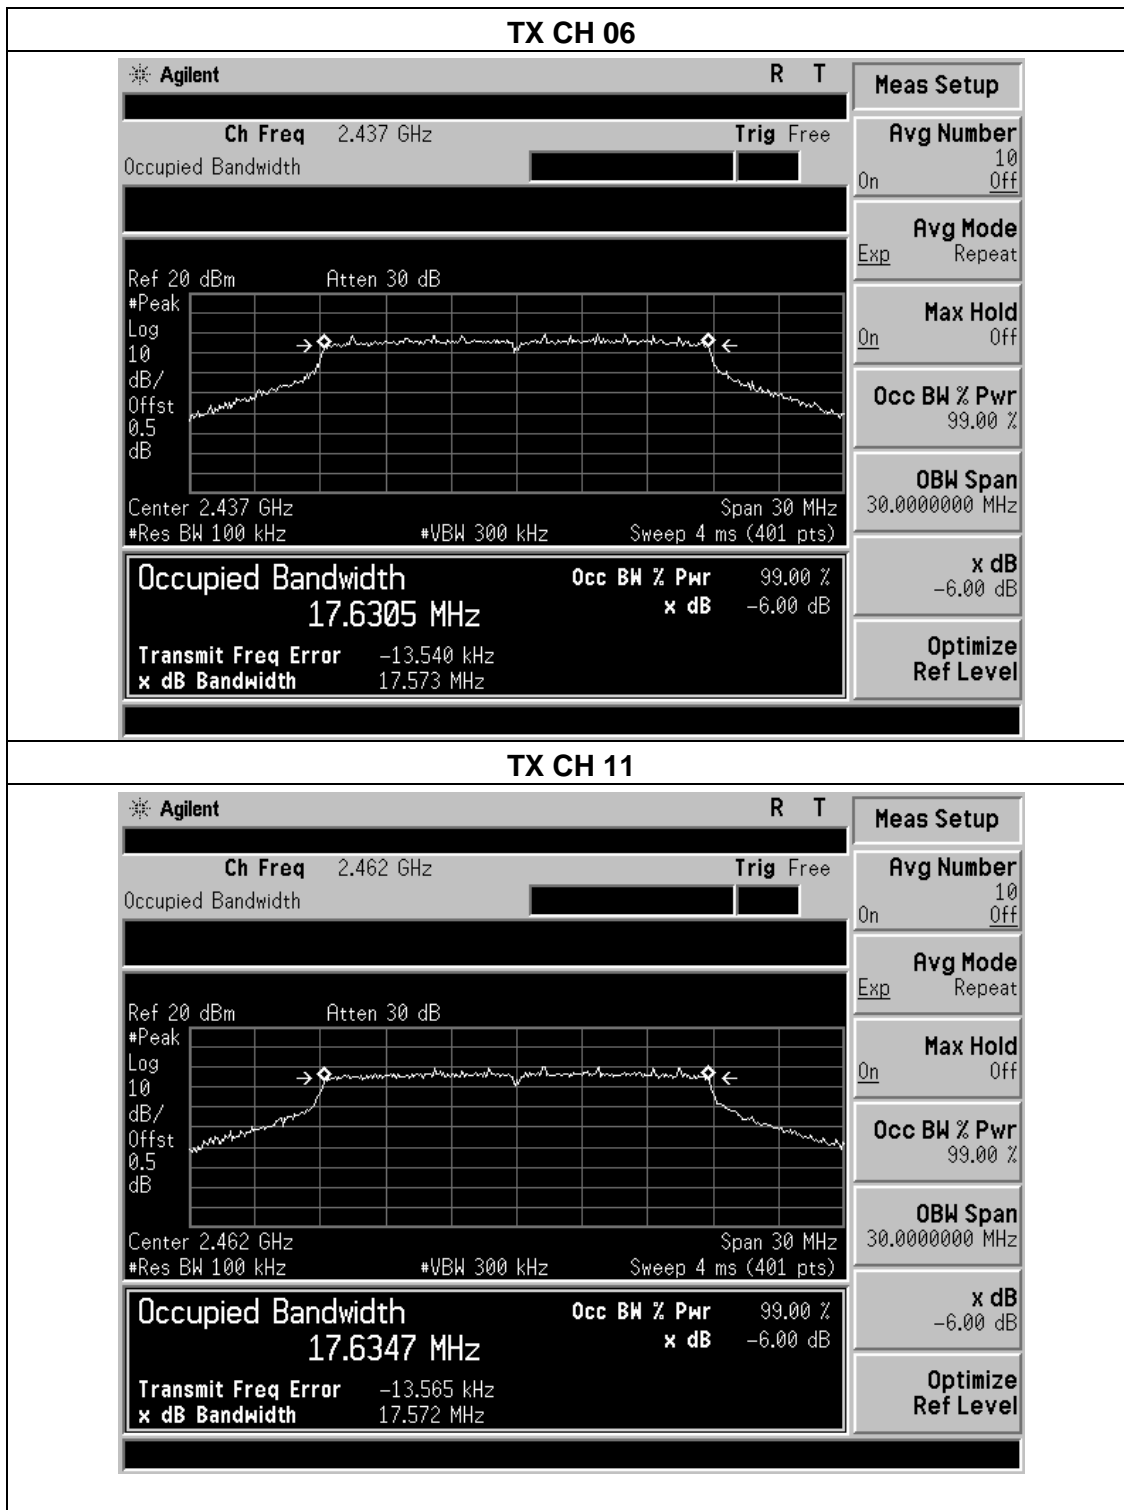 TX CH 06
Agilent R T
Meas Setup
Ch Freq 2.437 GHz Trig Free
Occupied Bandwidth
Avg Number
10
On Off
Avg Mode
Exp Repeat
Max Hold
On Off
Occ BW % Pwr
99.00 %
OBW Span
30.0000000 MHz
x dB
-6.00 dB
Optimize
Ref Level
Ref 20 dBm Atten 30 dB
#Peak
Log
10
dB/
Offst
0.5
dB
Center 2.437 GHz Span 30 MHz
#Res BW 100 kHz #VBW 300 kHz Sweep 4 ms (401 pts)
Occupied Bandwidth Occ BW % Pwr 99.00 %
17.6305 MHz x dB -6.00 dB
Transmit Freq Error -13.540 kHz
x dB Bandwidth 17.573 MHz
TX CH 11
Agilent R T
Meas Setup
Ch Freq 2.462 GHz Trig Free
Occupied Bandwidth
Avg Number
10
On Off
Avg Mode
Exp Repeat
Max Hold
On Off
Occ BW % Pwr
99.00 %
OBW Span
30.0000000 MHz
x dB
-6.00 dB
Optimize
Ref Level
Ref 20 dBm Atten 30 dB
#Peak
Log
10
dB/
Offst
0.5
dB
Center 2.462 GHz Span 30 MHz
#Res BW 100 kHz #VBW 300 kHz Sweep 4 ms (401 pts)
Occupied Bandwidth Occ BW % Pwr 99.00 %
17.6347 MHz x dB -6.00 dB
Transmit Freq Error -13.565 kHz
x dB Bandwidth 17.572 MHz